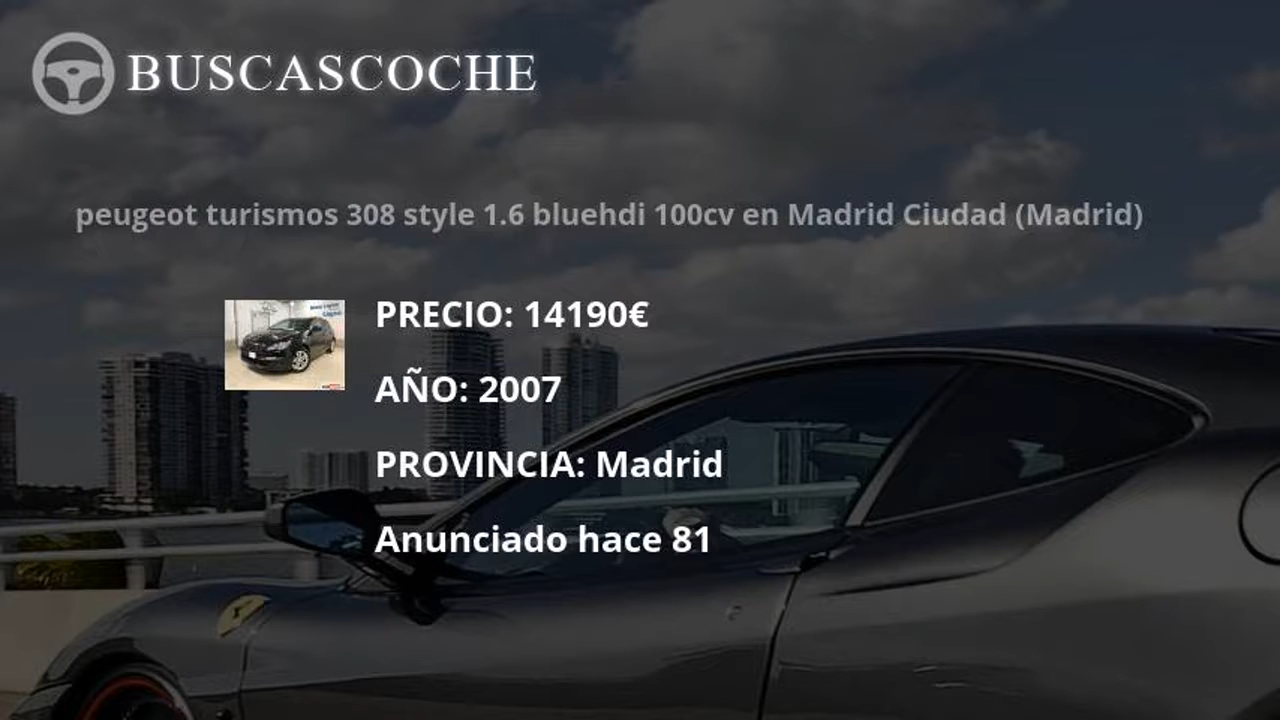 BUSCASCOCHE
peugeot turismos 308 style 1.6 bluehdi 100cv en Madrid Ciudad (Madrid)
PRECIO: 14190€
AÑO: 2007
PROVINCIA: Madrid
Anunciado hace 81